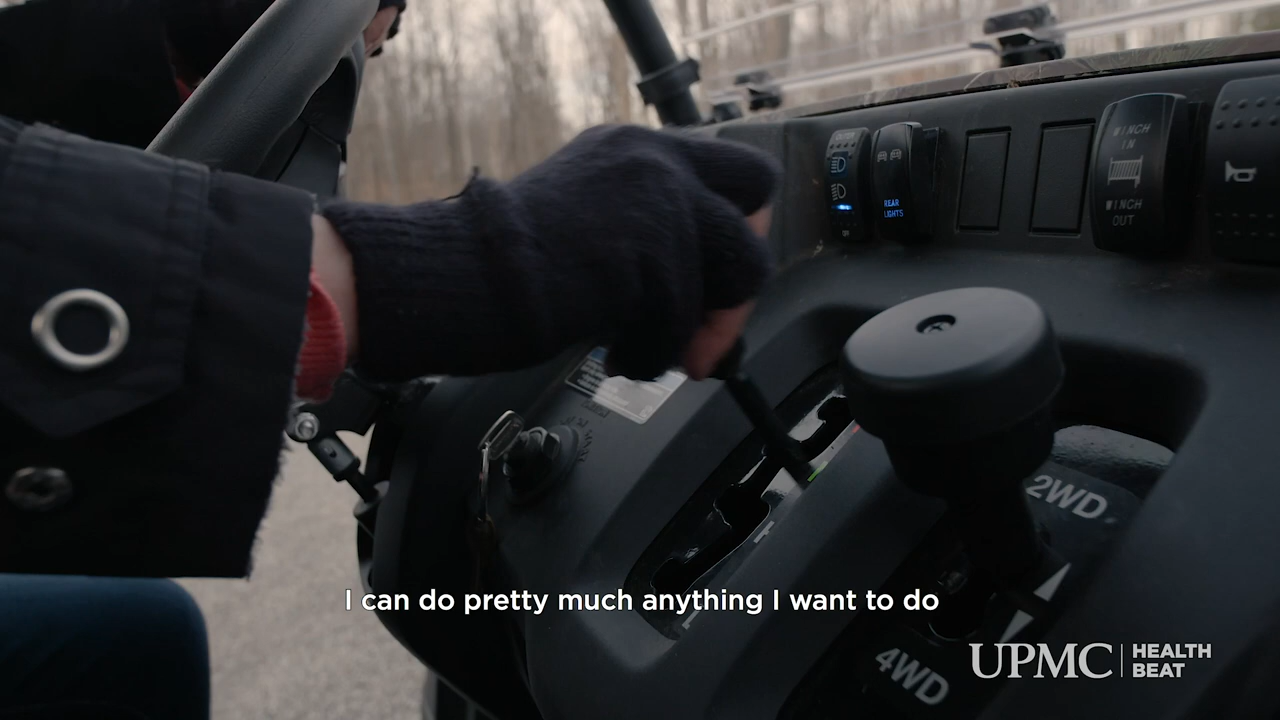 WINCH
IN
WINCH
OUT
REAR
LIGHTS
OFF
2WD
4WD
I can do pretty much anything I want to do
UPMC | HEALTH
BEAT